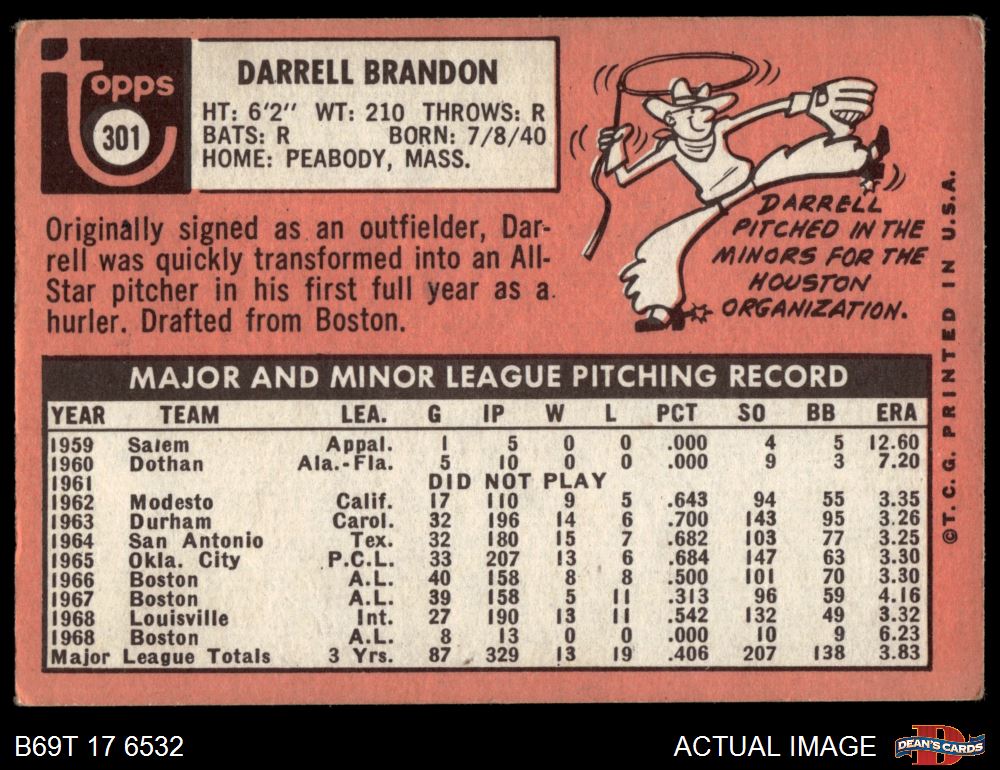 topps
301
DARRELL BRANDON
HT: 6'2" WT: 210 THROWS: R
BATS: R BORN: 7/8/40
HOME: PEABODY, MASS.
Originally signed as an outfielder, Dar-
rell was quickly transformed into an All-
Star pitcher in his first full year as a
hurler. Drafted from Boston.
DARRELL
PITCHED IN THE
MINORS FOR THE
HOUSTON
ORGANIZATION.
MAJOR AND MINOR LEAGUE PITCHING RECORD
YEAR TEAM LEA. G IP W L PCT SO BB ERA
1959 Salem Appal. 1 5 0 0 .000 4 5 12.60
1960 Dothan Ala.-Fla. 5 10 0 0 .000 9 3 7.20
1961 DID NOT PLAY
1962 Modesto Calif. 17 110 9 5 .643 94 55 3.35
1963 Durham Carol. 32 196 14 6 .700 143 95 3.26
1964 San Antonio Tex. 32 180 15 7 .682 103 77 3.25
1965 Okla. City P.C.L. 33 207 13 6 .684 147 63 3.30
1966 Boston A.L. 40 158 8 8 .500 101 70 3.30
1967 Boston A.L. 39 158 5 11 .313 96 59 4.16
1968 Louisville Int. 27 190 13 11 .542 132 49 3.32
1968 Boston A.L. 8 13 0 0 .000 10 9 6.23
Major League Totals 3 Yrs. 87 329 13 19 .406 207 138 3.83
©T.C.G. PRINTED IN U.S.A.
B69T 17 6532
ACTUAL IMAGE
DEAN'S CARDS